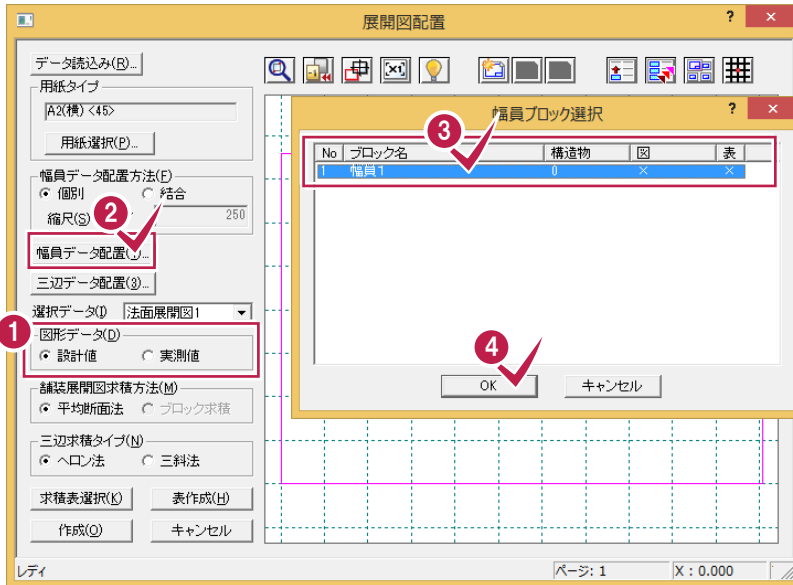 展開図配置
? ×
データ読込み(R)...
用紙タイプ
A2(横) <45>
用紙選択(P)...
幅員データ配置方法(F)
個別
結合
縮尺(S)
250
2
幅員データ配置(
)...
三辺データ配置(3)...
選択データ(I)
法面展開図1
1
図形データ(D)
設計値
実測値
舗装展開図求積方法(M)
平均断面法
ブロック求積
三辺求積タイプ(N)
ヘロン法
三斜法
求積表選択(K)
表作成(H)
作成(O)
キャンセル
幅員ブロック選択
? ×
3
No ブロック名 構造物 図 表
1 幅員1 0 × ×
4
OK
キャンセル
レディ
ページ: 1
X : 0.000